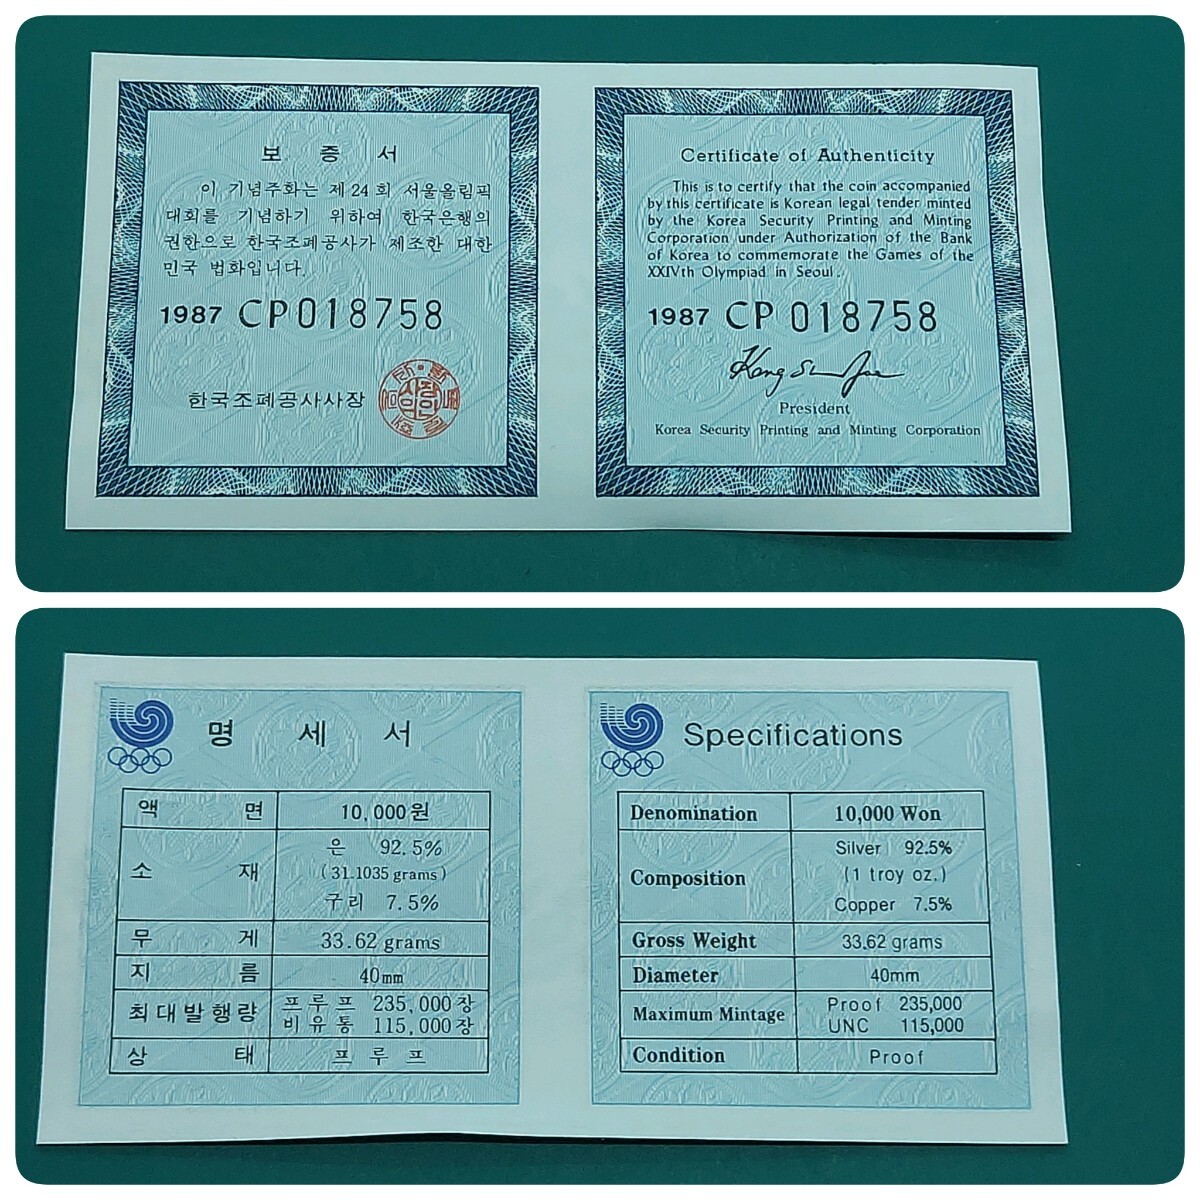 보 증 서
이 기념주화는 제 24 회 서울올림픽
대회를 기념하기 위하여 한국은행의
권한으로 한국조폐공사가 제조한 대한
민국 법화입니다.
1987 CP018758
한국조폐공사사장
Certificate of Authenticity
This is to certify that the coin accompanied
by this certificate is Korean legal tender minted
by the Korea Security Printing and Minting
Corporation under Authorization of the Bank
of Korea to commemorate the Games of the
XXIVth Olympiad in Seoul.
1987 CP 018758
President
Korea Security Printing and Minting Corporation
명 세 서
액 면 10,000원
소 재 은 92.5%
(31.1035 grams)
구리 7.5%
무 게 33.62 grams
지 름 40mm
최대발행량 프루프 235,000장
비유통 115,000장
상 태 프루프
Specifications
Denomination 10,000 Won
Composition Silver 92.5%
(1 troy oz.)
Copper 7.5%
Gross Weight 33.62 grams
Diameter 40mm
Maximum Mintage Proof 235,000
UNC 115,000
Condition Proof